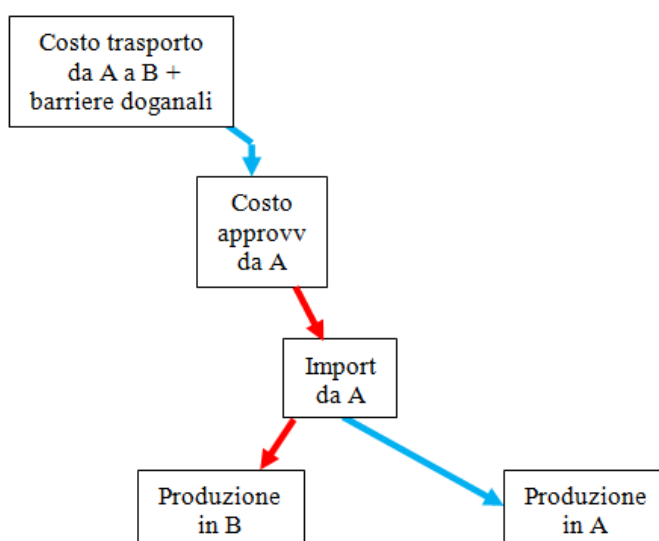 Costo trasporto
da A a B +
barriere doganali
Costo
approvv
da A
Import
da A
Produzione
in B
Produzione
in A